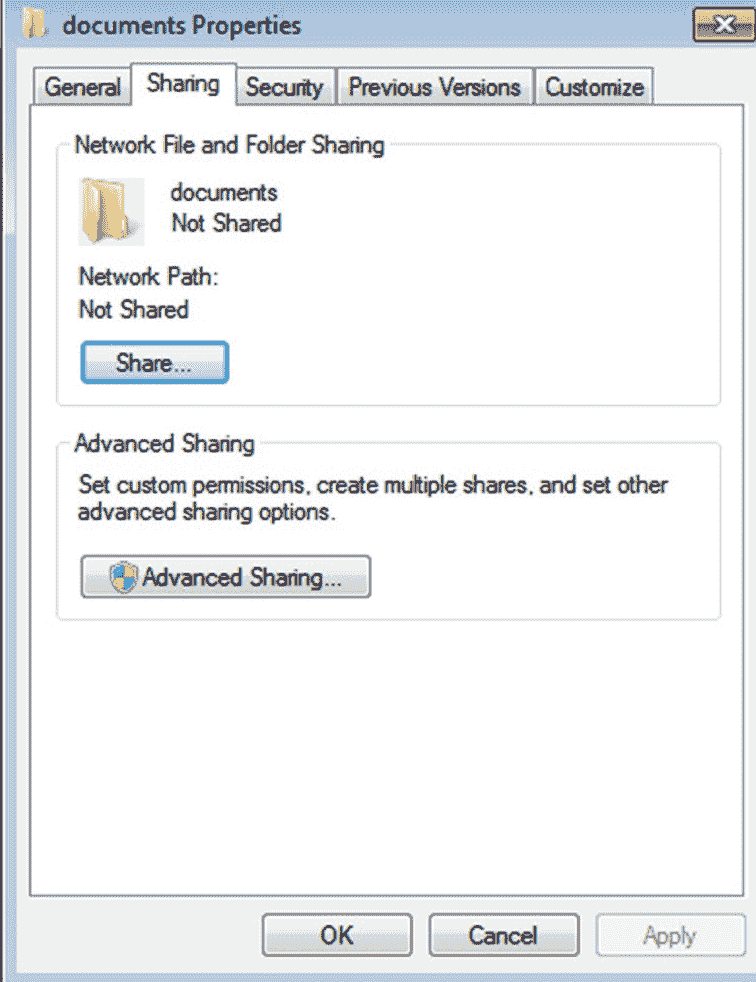 documents Properties
General Sharing Security Previous Versions Customize
Network File and Folder Sharing
documents
Not Shared
Network Path:
Not Shared
Share...
Advanced Sharing
Set custom permissions, create multiple shares, and set other
advanced sharing options.
Advanced Sharing...
OK Cancel Apply